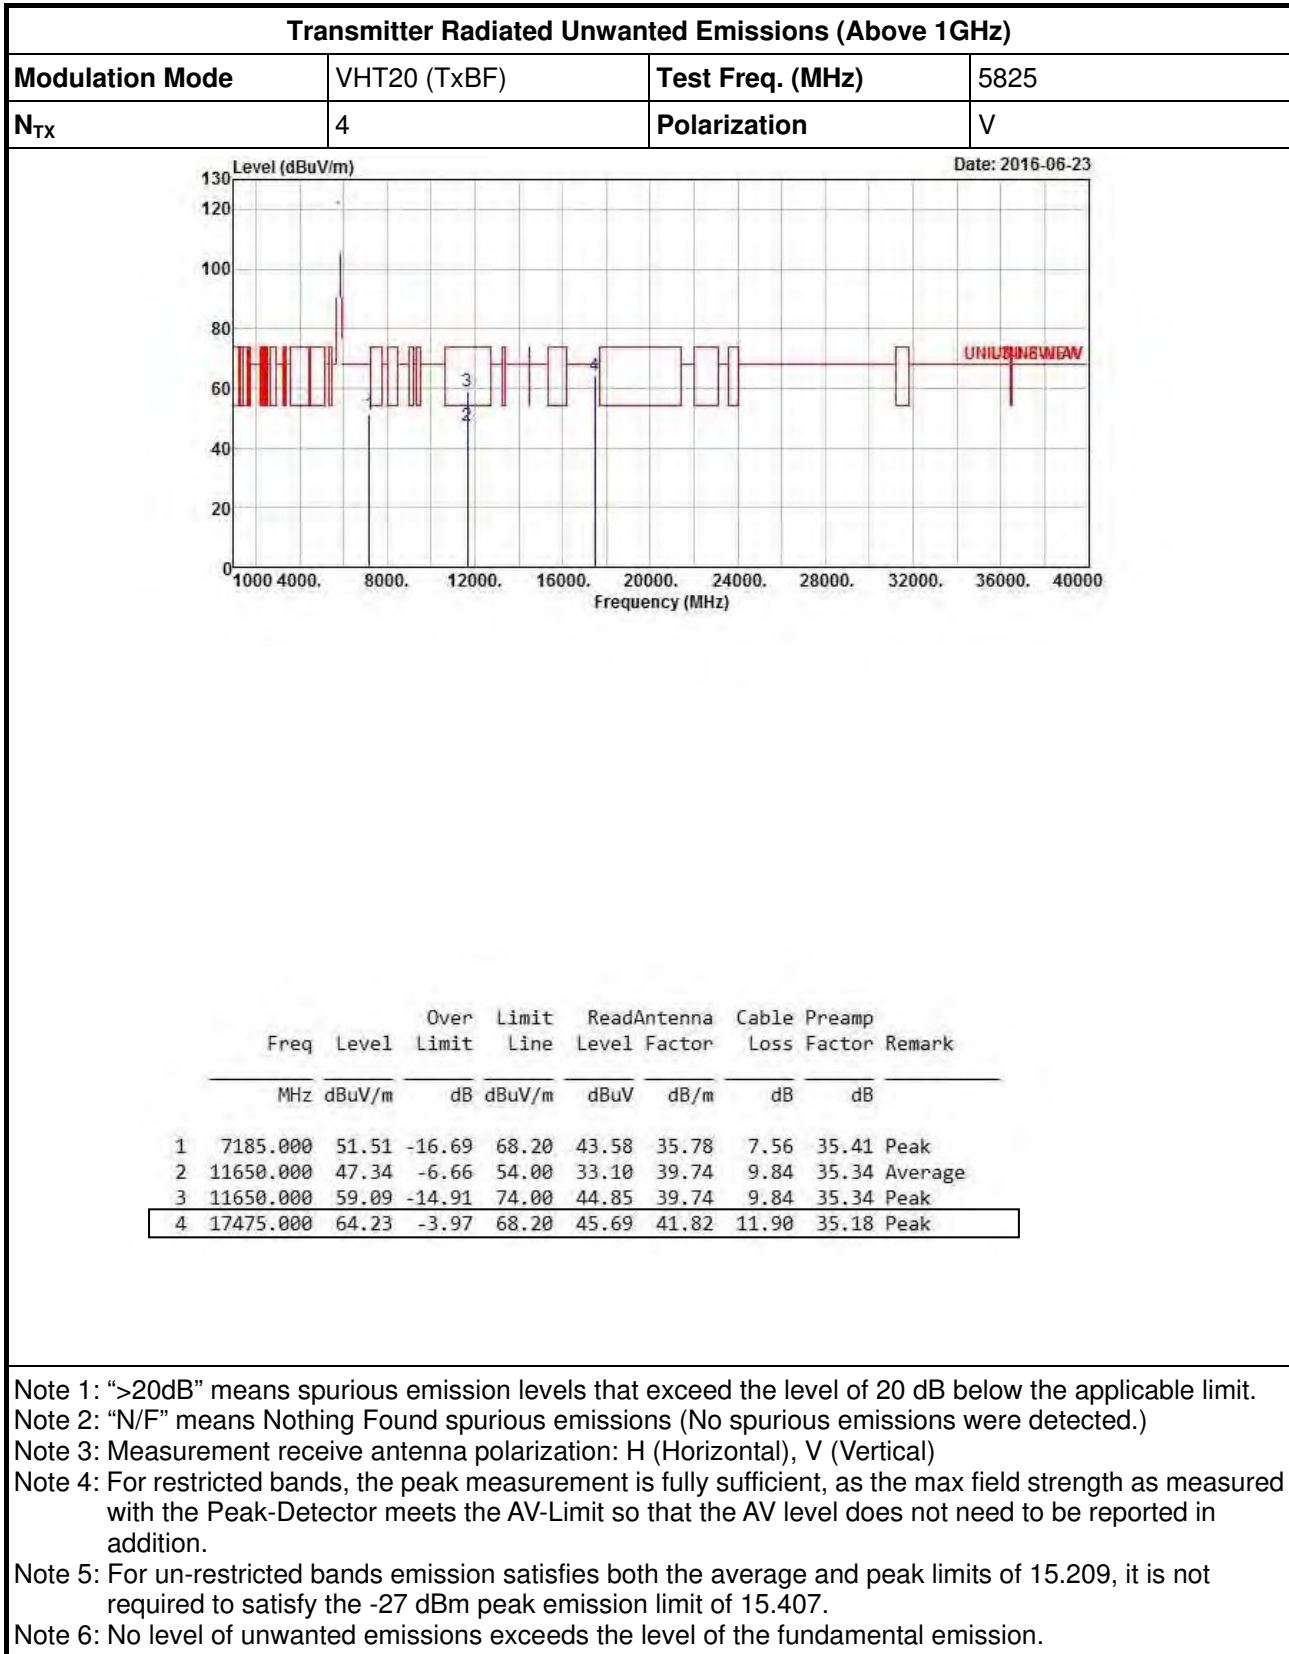 Transmitter Radiated Unwanted Emissions (Above 1GHz)
Modulation Mode VHT20 (TxBF) Test Freq. (MHz) 5825
NTX 4 Polarization V
Level (dBuV/m) Date: 2016-06-23
130
120
100
80
60
40
20
0
1
2
3
4
1000 4000. 8000. 12000. 16000. 20000. 24000. 28000. 32000. 36000. 40000
Frequency (MHz)
Over Limit ReadAntenna Cable Preamp
Freq Level Limit Line Level Factor Loss Factor Remark
MHz dBuV/m dB dBuV/m dBuV dB/m dB dB
1 7185.000 51.51 -16.69 68.20 43.58 35.78 7.56 35.41 Peak
2 11650.000 47.34 -6.66 54.00 33.10 39.74 9.84 35.34 Average
3 11650.000 59.09 -14.91 74.00 44.85 39.74 9.84 35.34 Peak
4 17475.000 64.23 -3.97 68.20 45.69 41.82 11.90 35.18 Peak
Note 1: “>20dB” means spurious emission levels that exceed the level of 20 dB below the applicable limit.
Note 2: “N/F” means Nothing Found spurious emissions (No spurious emissions were detected.)
Note 3: Measurement receive antenna polarization: H (Horizontal), V (Vertical)
Note 4: For restricted bands, the peak measurement is fully sufficient, as the max field strength as measured
with the Peak-Detector meets the AV-Limit so that the AV level does not need to be reported in
addition.
Note 5: For un-restricted bands emission satisfies both the average and peak limits of 15.209, it is not
required to satisfy the -27 dBm peak emission limit of 15.407.
Note 6: No level of unwanted emissions exceeds the level of the fundamental emission.